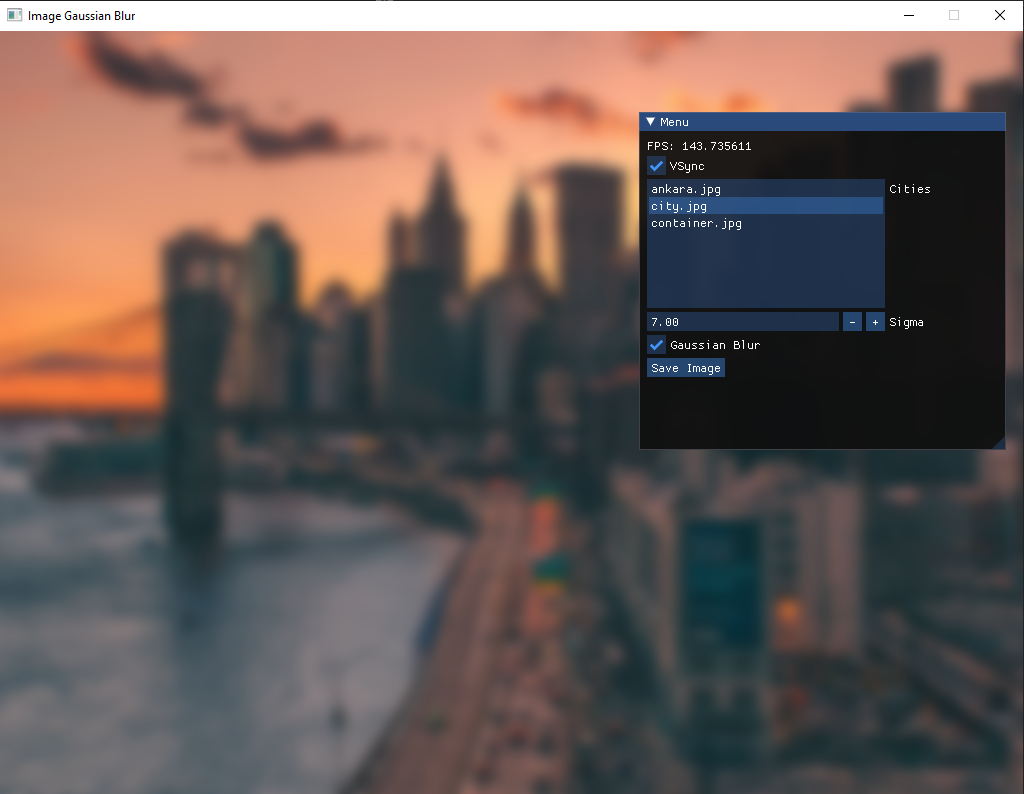 Image Gaussian Blur
Menu
FPS: 143.735611
VSync
ankara.jpg
Cities
city.jpg
container.jpg
7.00 - + Sigma
Gaussian Blur
Save Image